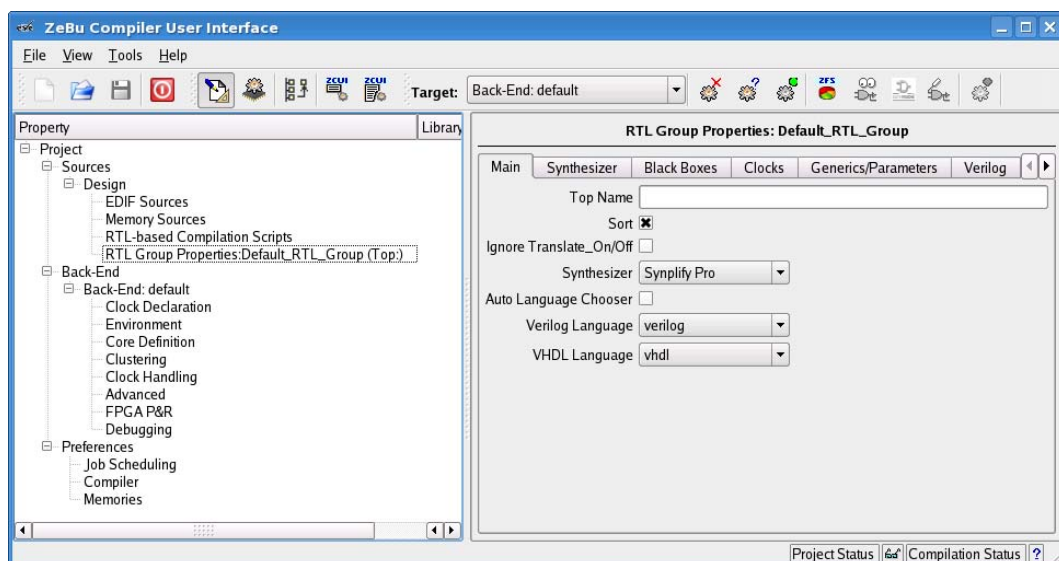 ZeBu Compiler User Interface
File View Tools Help
ZCUI ZCUI Target: Back-End: default ZFS
Property Library
Project
Sources
Design
EDIF Sources
Memory Sources
RTL-based Compilation Scripts
RTL Group Properties:Default_RTL_Group (Top:)
Back-End
Back-End: default
Clock Declaration
Environment
Core Definition
Clustering
Clock Handling
Advanced
FPGA P&R
Debugging
Preferences
Job Scheduling
Compiler
Memories
RTL Group Properties: Default_RTL_Group
Main Synthesizer Black Boxes Clocks Generics/Parameters Verilog
Top Name
Sort
Ignore Translate_On/Off
Synthesizer Synplify Pro
Auto Language Chooser
Verilog Language verilog
VHDL Language vhdl
Project Status Compilation Status ?